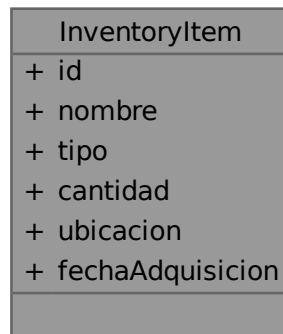 InventoryItem
+ id
+ nombre
+ tipo
+ cantidad
+ ubicacion
+ fechaAdquisicion